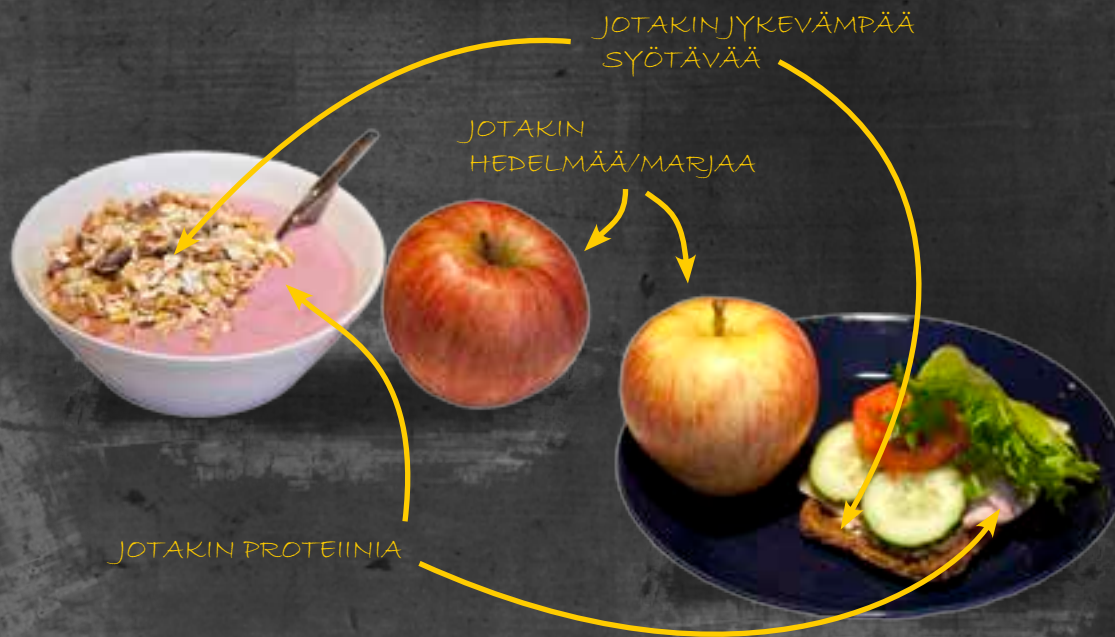 JOTAKIN JYKEVÄMPÄÄ
SYÖTÄVÄÄ
JOTAKIN
HEDELMÄÄ/MARJAA
JOTAKIN PROTEIINIA